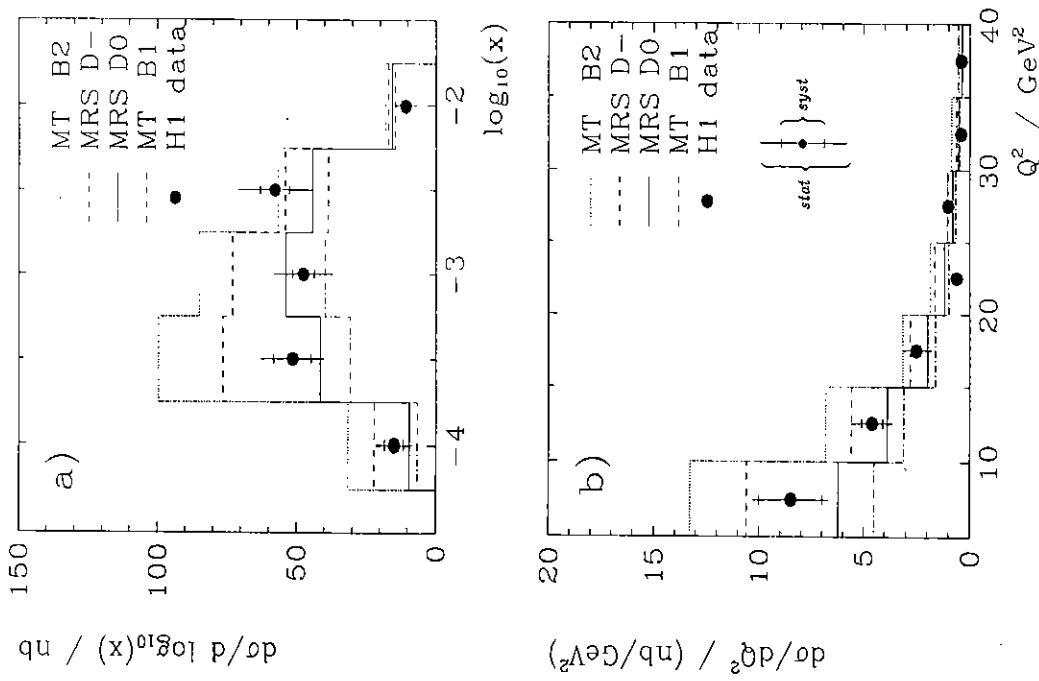 a)
MT B2
MRS D−
MRS D0
MT B1
H1 data
150
100
50
0
dσ/d log₁₀(x) / nb
−4
−3
−2
log₁₀(x)
b)
MT B2
MRS D−
MRS D0
MT B1
H1 data
stat
syst
20
15
10
5
0
dσ/dQ² / (nb/GeV²)
10
20
30
40
Q² / GeV²